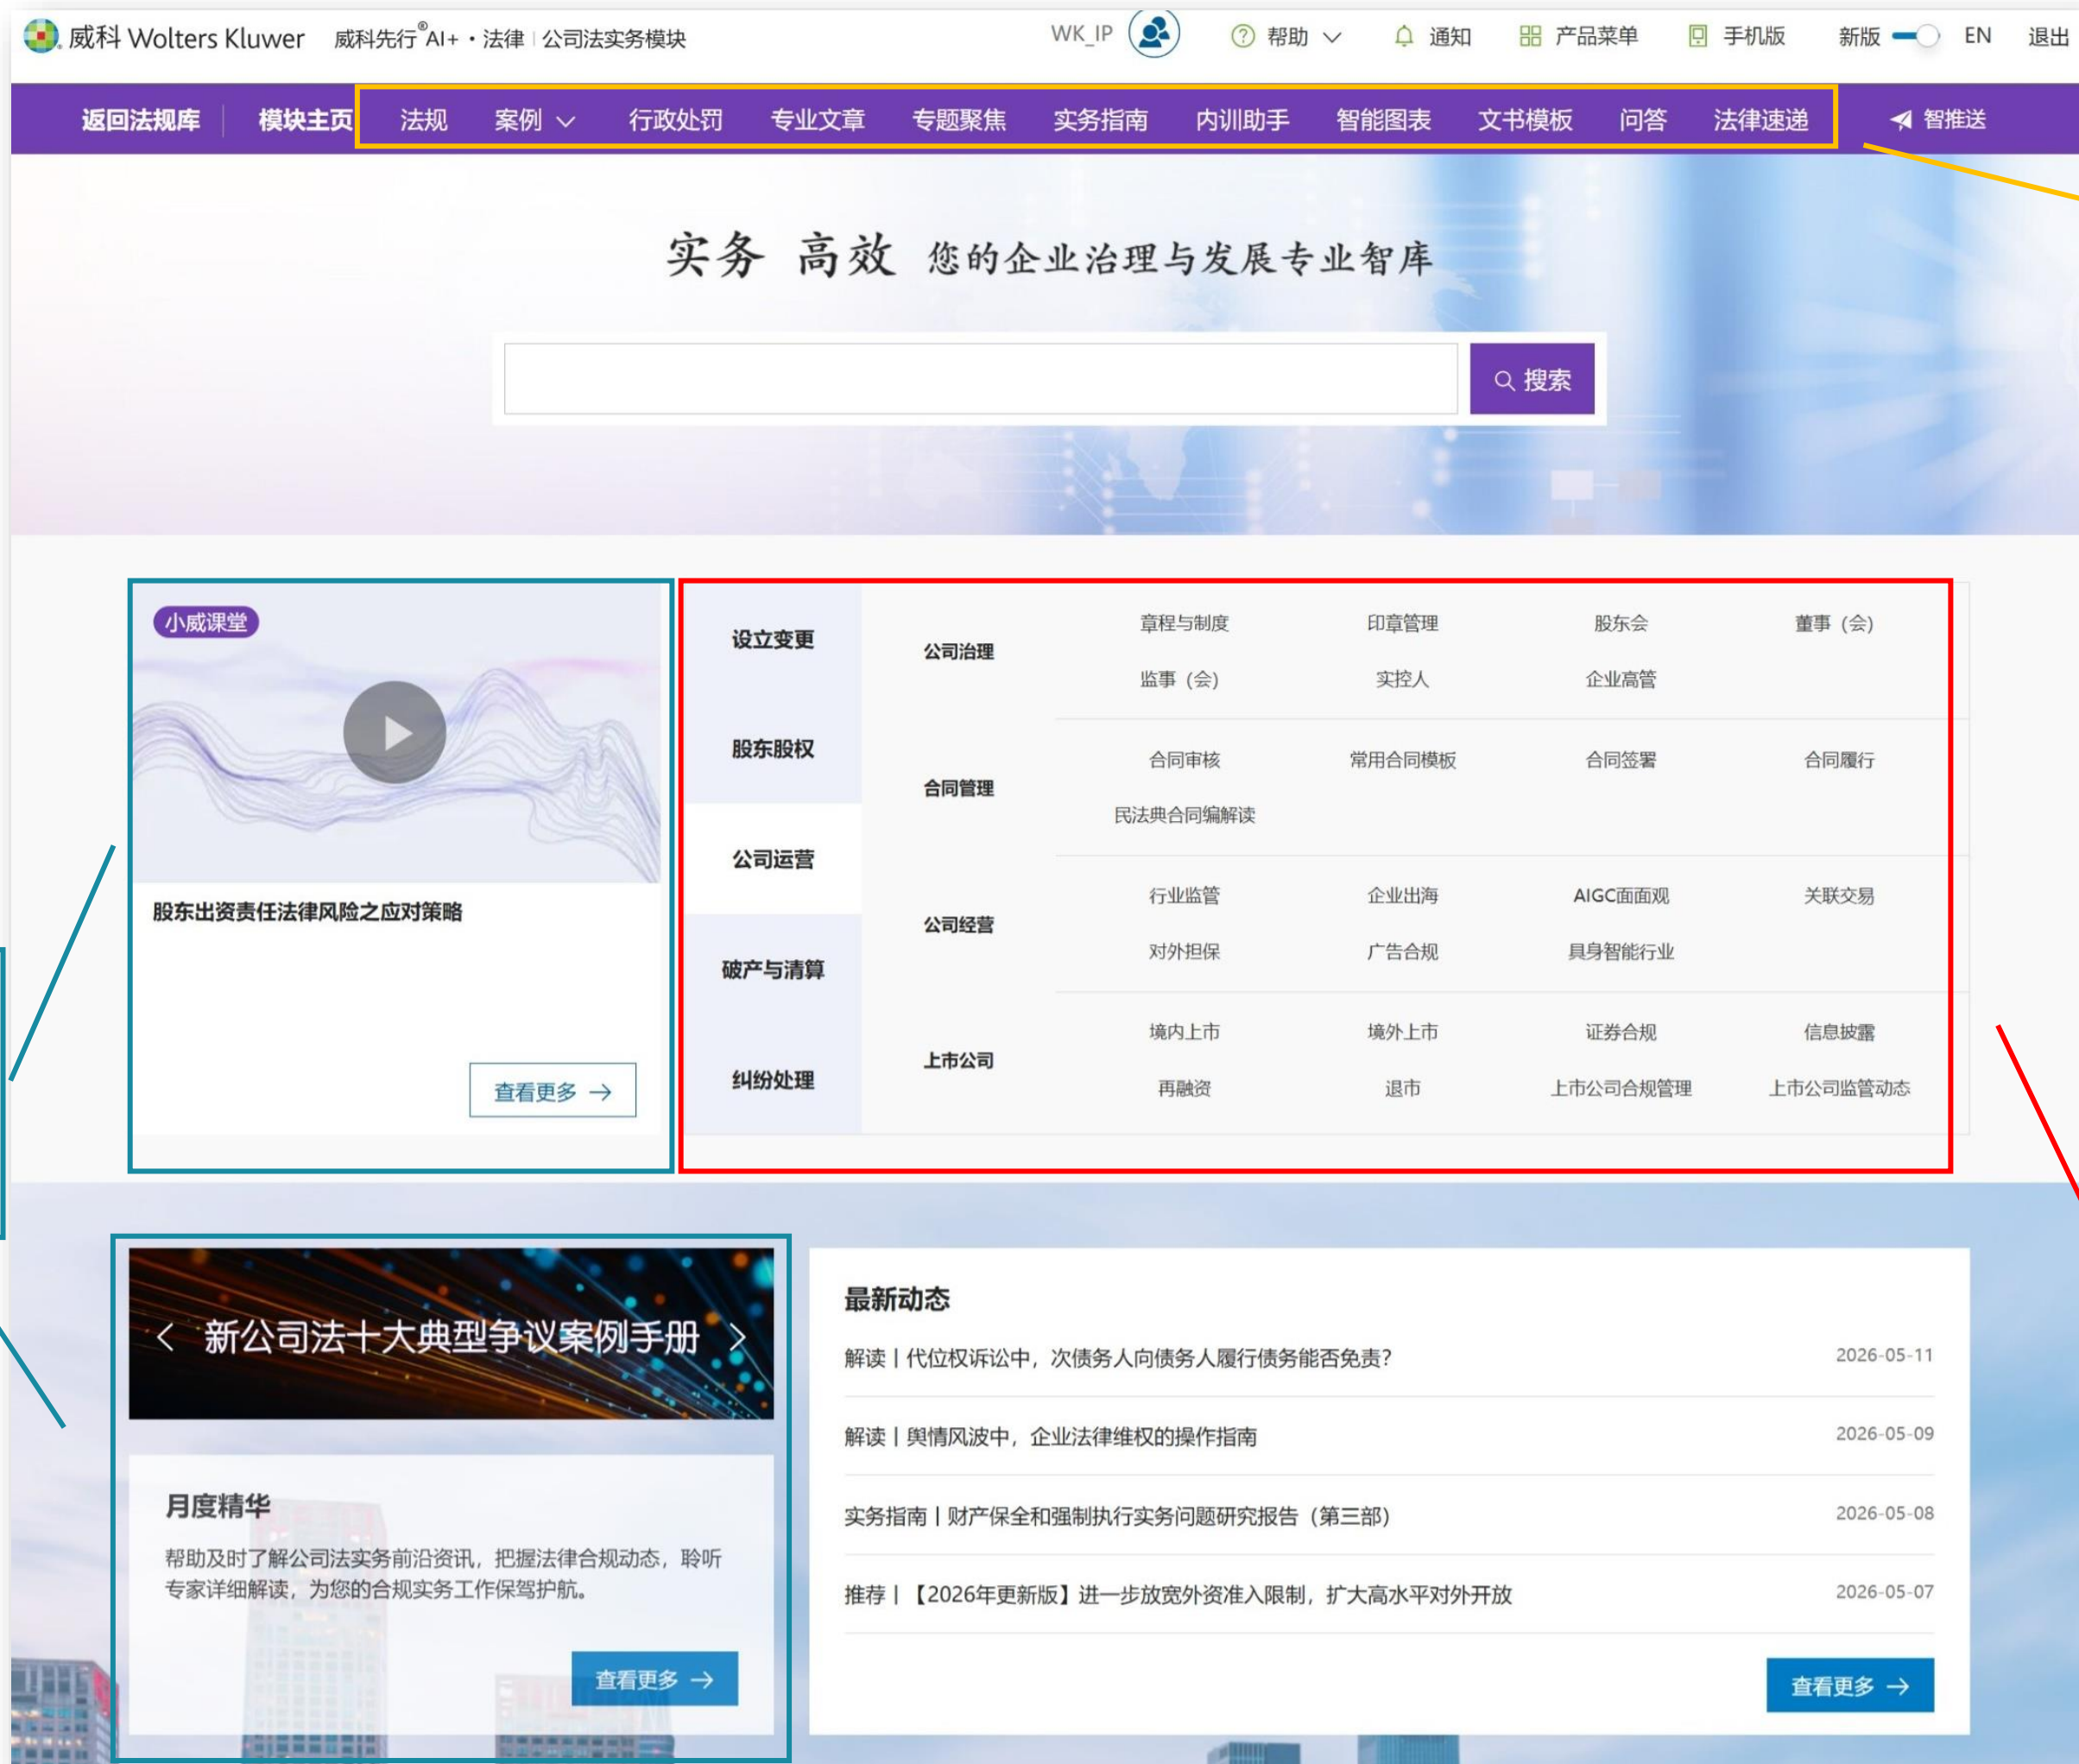 威科 Wolters Kluwer 威科先行®AI+・法律 | 公司法实务模块 WK_IP 帮助 通知 产品菜单 手机版 新版 EN 退出
返回法规库 模块主页 法规 案例 行政处罚 专业文章 专题聚焦 实务指南 内训助手 智能图表 文书模板 问答 法律速递 智推送
实务 高效 您的企业治理与发展专业智库
搜索
小威课堂
股东出资责任法律风险之应对策略
查看更多 →
设立变更
股东股权
公司运营
破产与清算
纠纷处理
公司治理
章程与制度 印章管理 股东会 董事（会）
监事（会） 实控人 企业高管
合同管理
合同审核 常用合同模板 合同签署 合同履行
民法典合同编解读
公司经营
行业监管 企业出海 AIGC面面观 关联交易
对外担保 广告合规 具身智能行业
上市公司
境内上市 境外上市 证券合规 信息披露
再融资 退市 上市公司合规管理 上市公司监管动态
新公司法十大典型争议案例手册
月度精华
帮助及时了解公司法实务前沿资讯，把握法律合规动态，聆听
专家详细解读，为您的合规实务工作保驾护航。
查看更多 →
最新动态
解读 | 代位权诉讼中，次债务人向债务人履行债务能否免责？ 2026-05-11
解读 | 舆情风波中，企业法律维权的操作指南 2026-05-09
实务指南 | 财产保全和强制执行实务问题研究报告（第三部） 2026-05-08
推荐 | 【2026年更新版】进一步放宽外资准入限制，扩大高水平对外开放 2026-05-07
查看更多 →